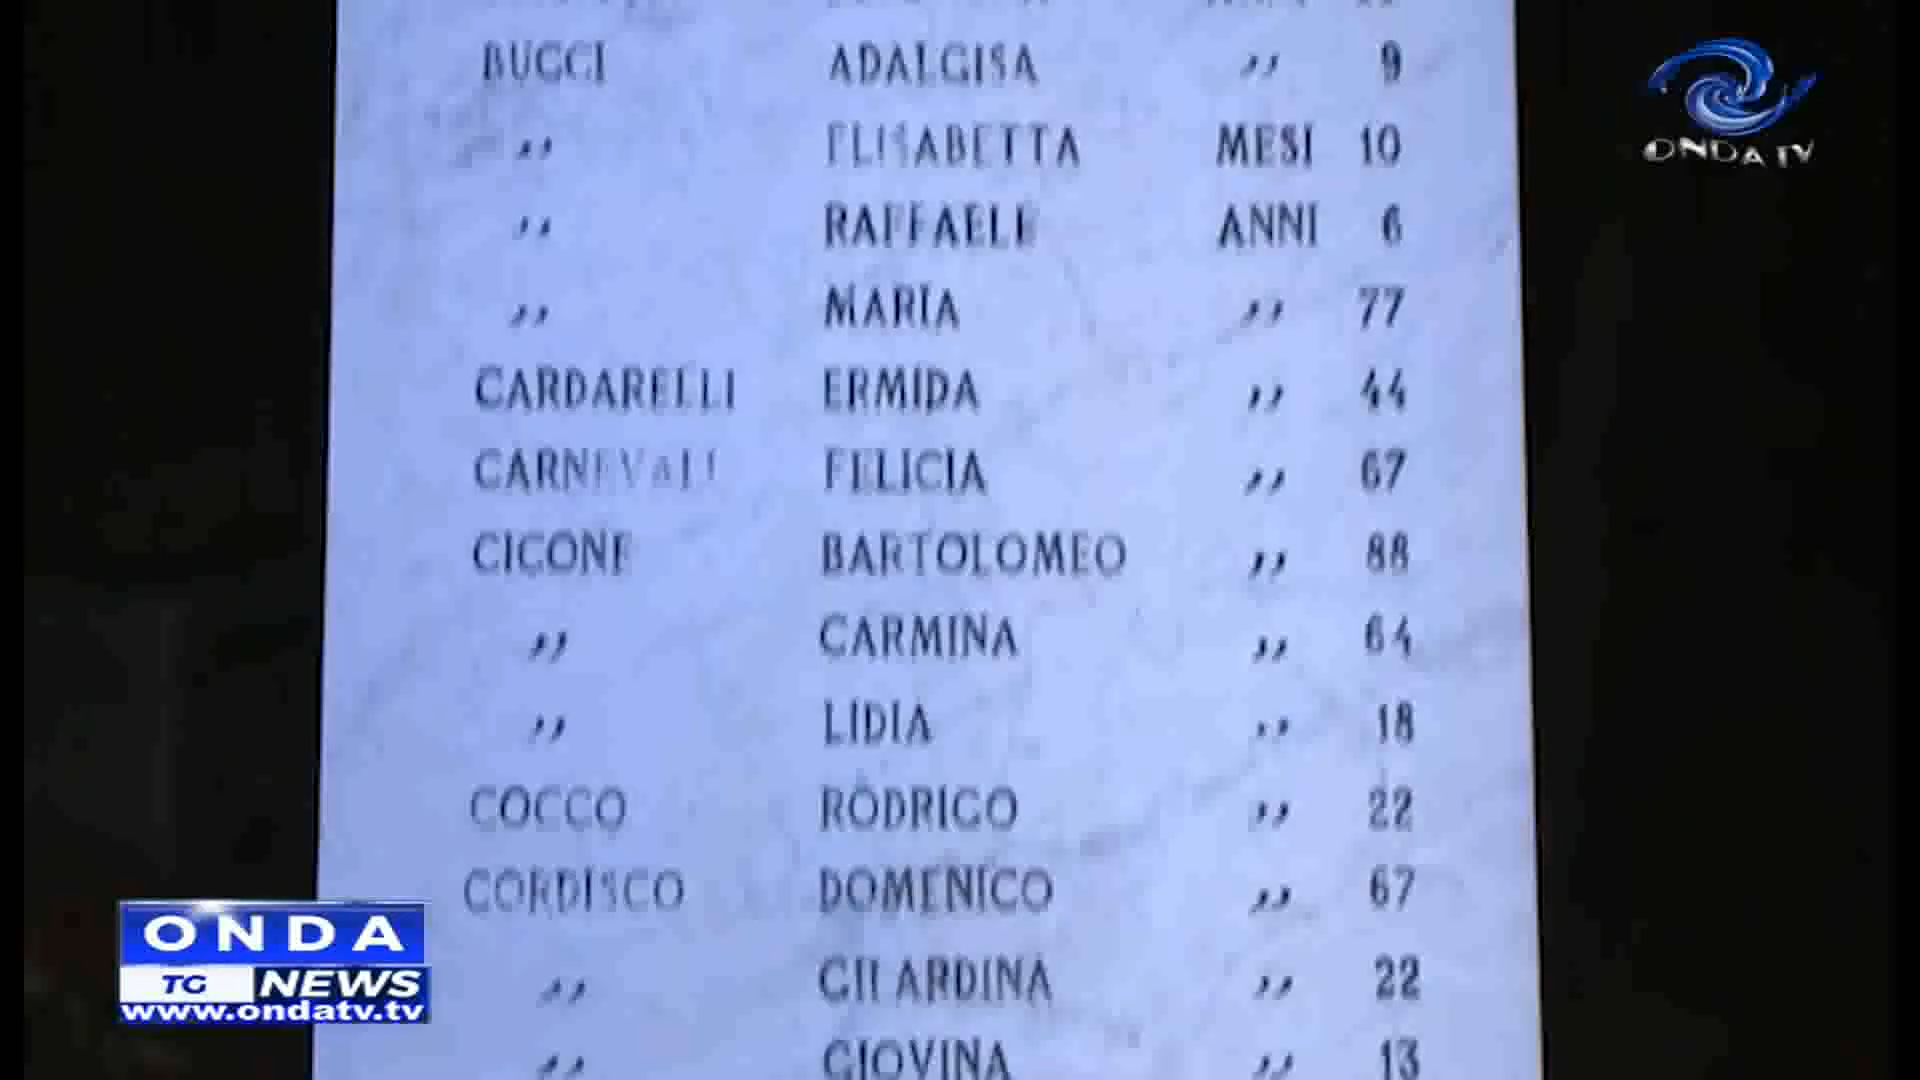 BUCCI ADALGISA ,, 9
,, ELISABETTA MESI 10
,, RAFFAELE ANNI 6
,, MARIA ,, 77
CARDARELLI ERMIDA ,, 44
CARNEVALE FELICIA ,, 67
CICONE BARTOLOMEO ,, 88
,, CARMINA ,, 64
,, LIDIA ,, 18
COCCO RODRIGO ,, 22
CORDISCO DOMENICO ,, 67
,, GILARDINA ,, 22
,, GIOVINA ,, 13
ONDA TV
ONDA
TG NEWS
www.ondatv.tv